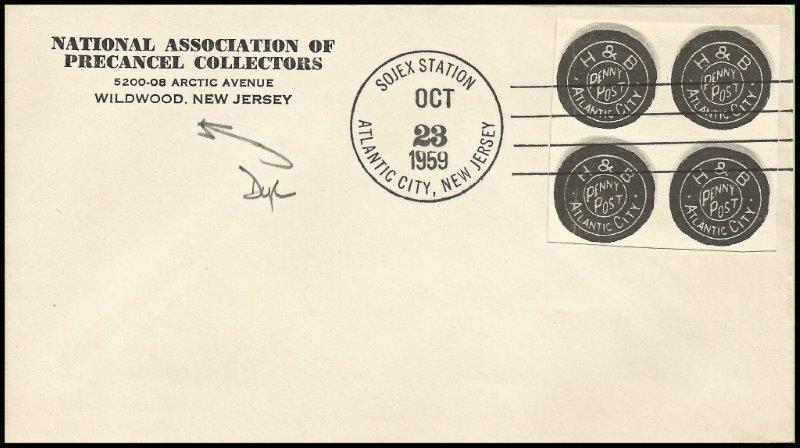 NATIONAL ASSOCIATION OF
PRECANCEL COLLECTORS
5200-08 ARCTIC AVENUE
WILDWOOD, NEW JERSEY
SOJEX STATION
OCT
23
1959
ATLANTIC CITY, NEW JERSEY
H & B
PENNY
POST
· ATLANTIC CITY ·
H & B
PENNY
POST
· ATLANTIC CITY ·
H & B
PENNY
POST
· ATLANTIC CITY ·
H & B
PENNY
POST
· ATLANTIC CITY ·